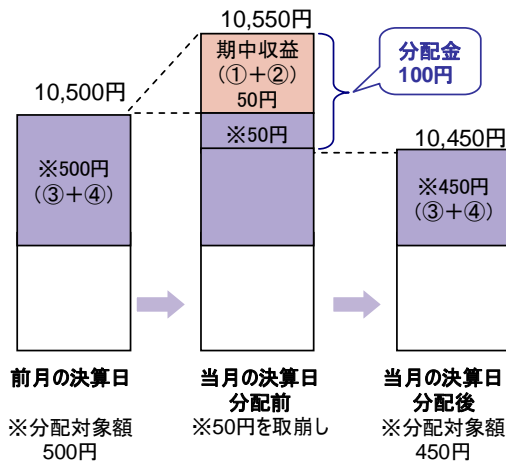 10,550円
期中収益
(①+②)
50円
分配金
100円
10,500円
※50円
10,450円
※500円
(③+④)
※450円
(③+④)
前月の決算日
※分配対象額
500円
当月の決算日
分配前
※50円を取崩し
当月の決算日
分配後
※分配対象額
450円